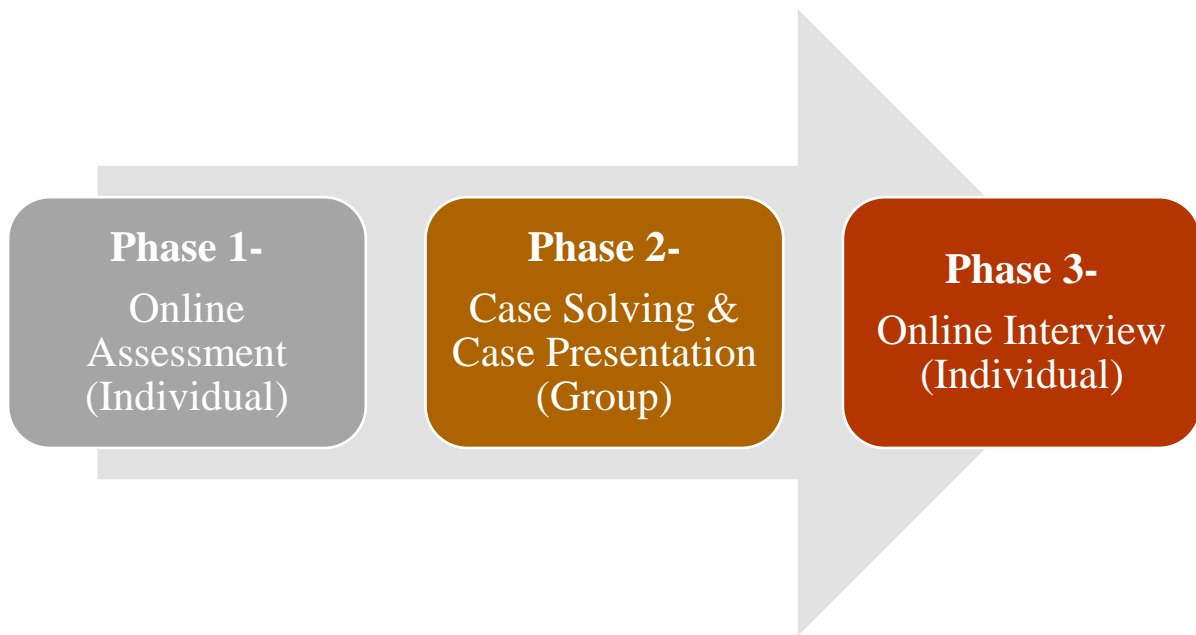 Phase 1-
Online
Assessment
(Individual)
Phase 2-
Case Solving &
Case Presentation
(Group)
Phase 3-
Online Interview
(Individual)